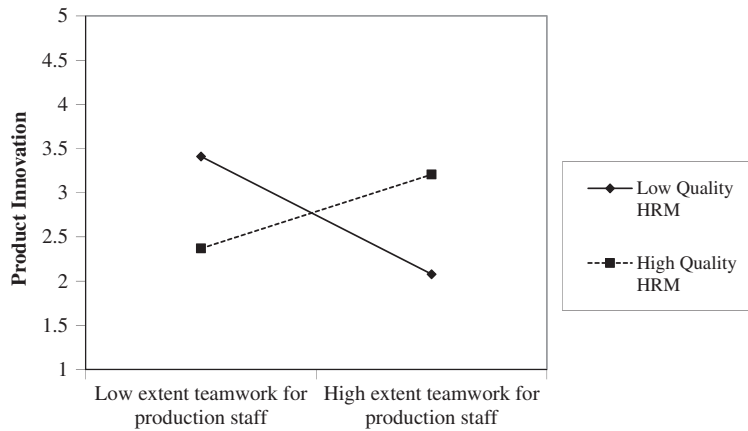 5
4.5
4
3.5
3
2.5
2
1.5
1
Product Innovation
Low extent teamwork for
production staff
High extent teamwork for
production staff
Low Quality
HRM
High Quality
HRM